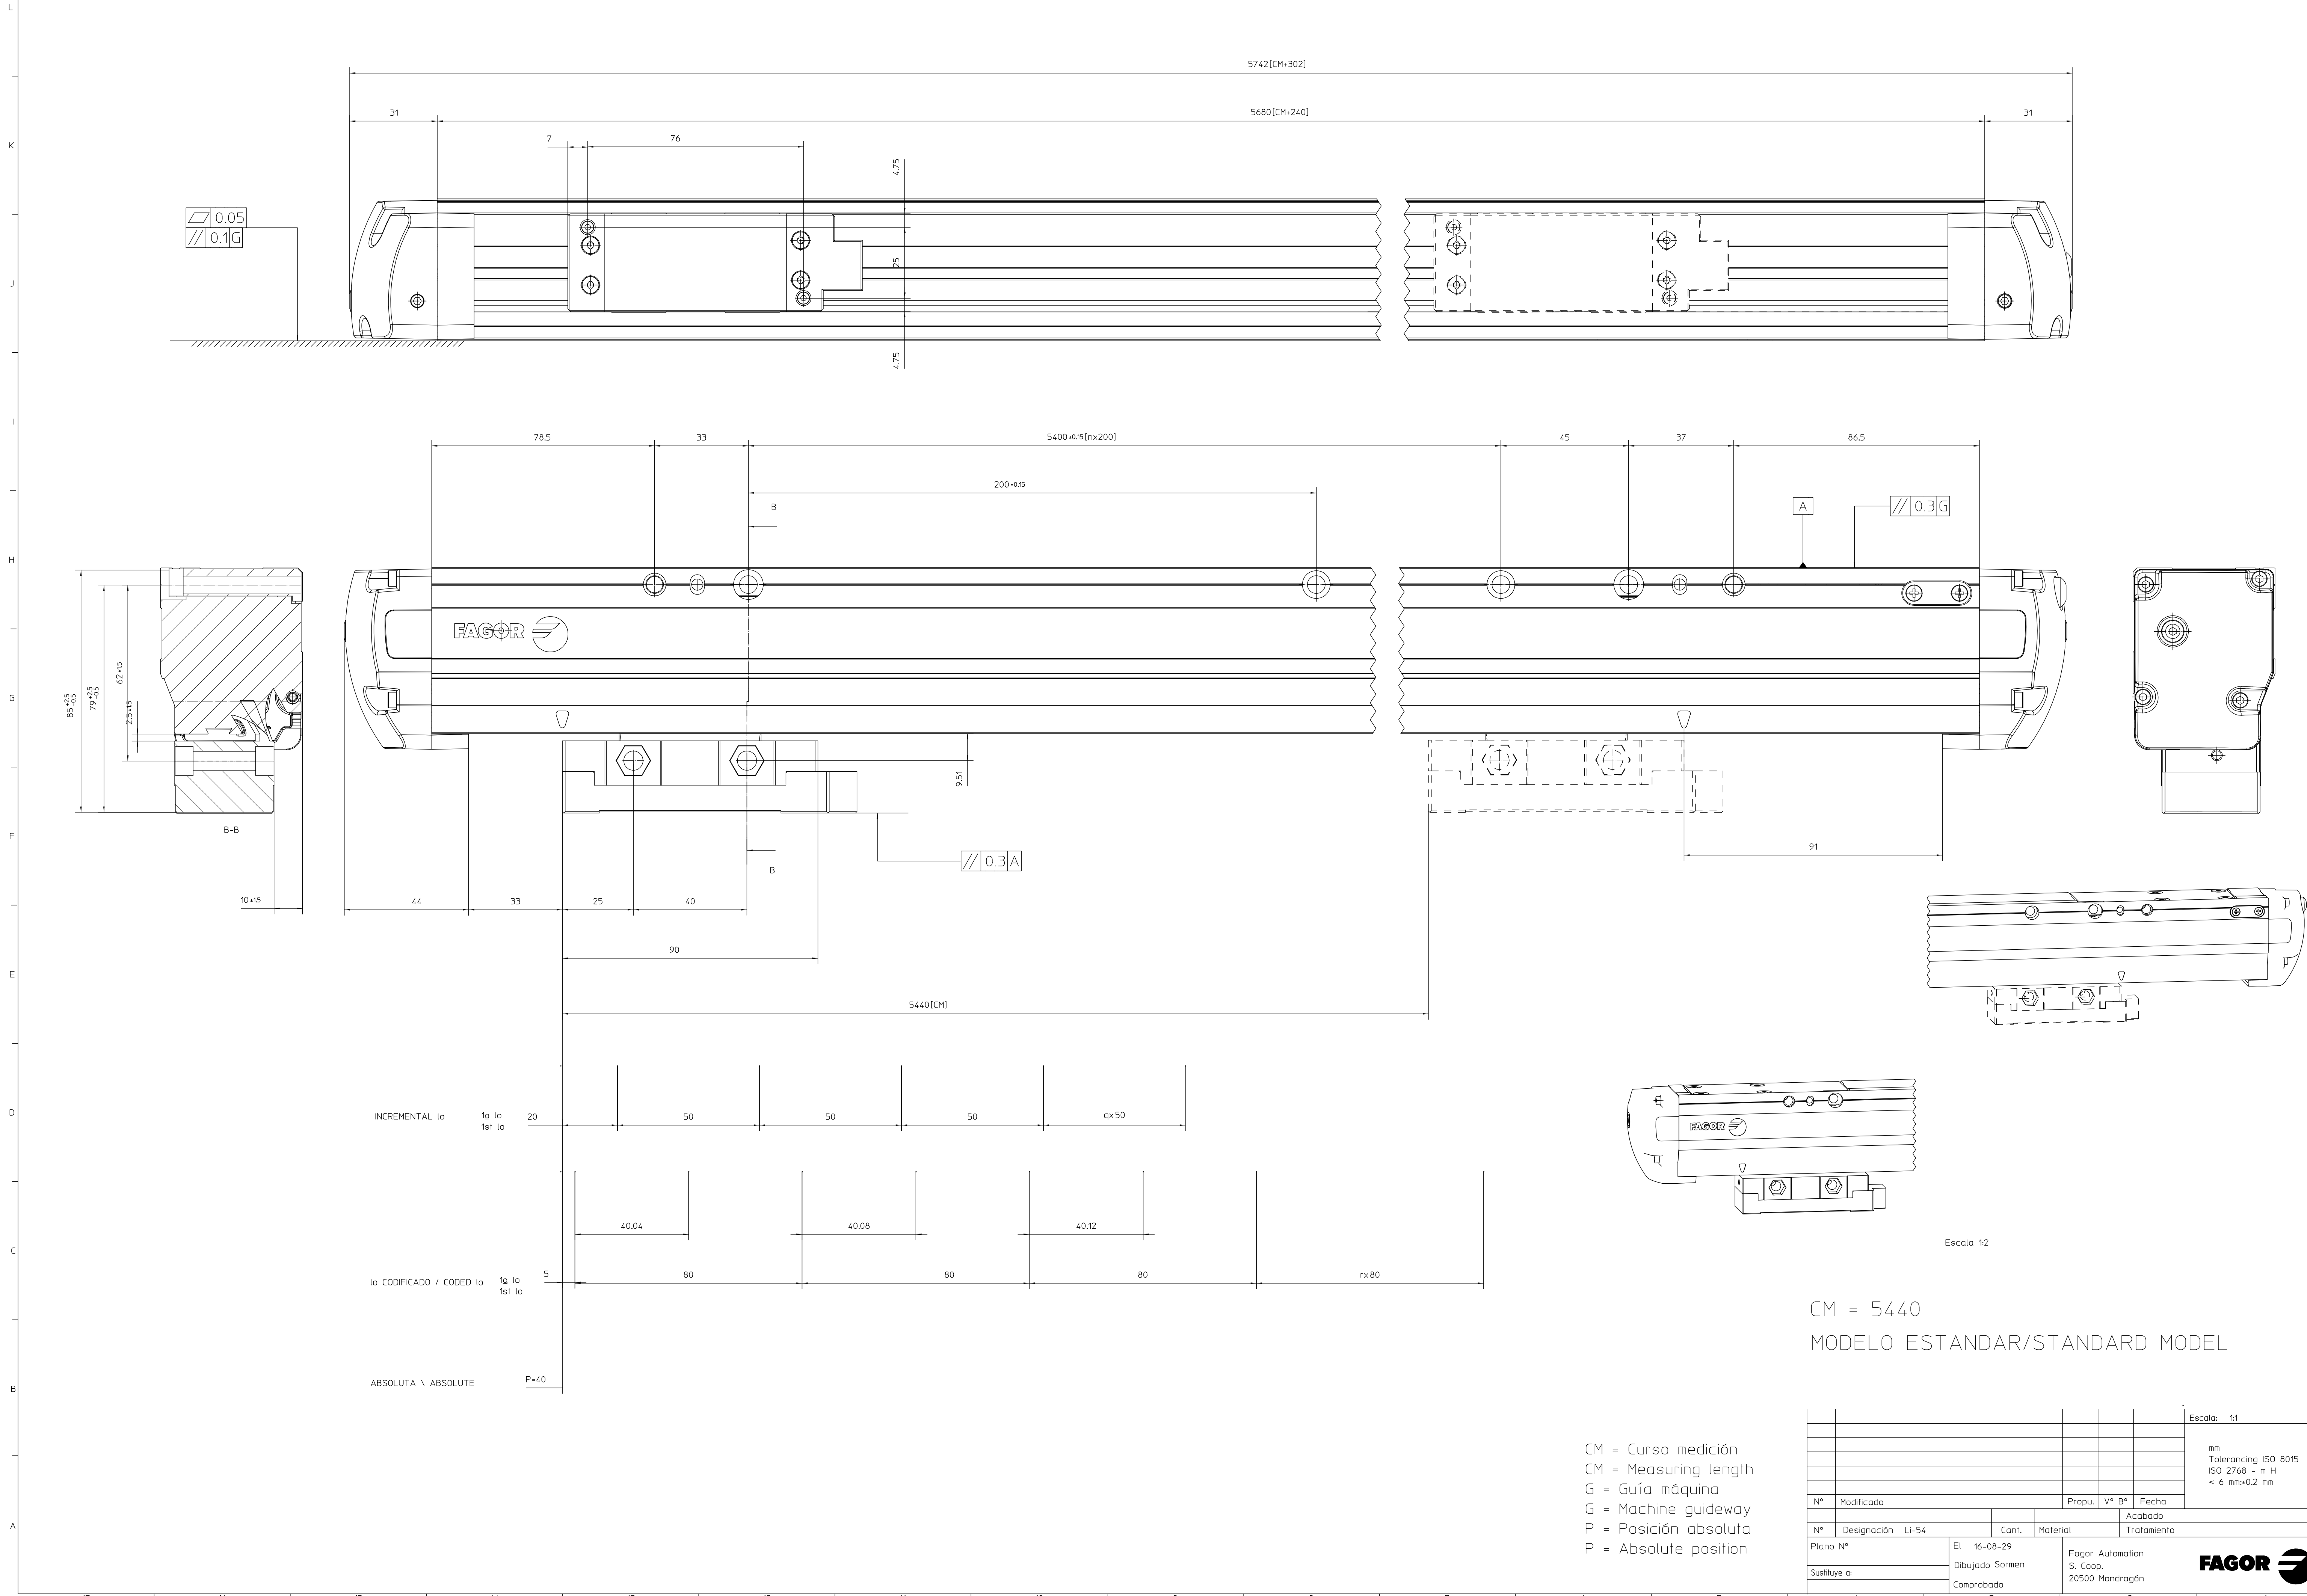 L
5742[CM+302]
31
5680[CM+240]
31
K
7
76
4.75
0.05
// 0.1 G
25
J
4.75
I
78.5
33
5400±0.15[nx200]
45
37
86.5
200±0.15
B
A
// 0.3 G
H
FAGOR
85 +2.5 -0.5
79 +2.5 -0.5
62±1.5
2.5±1.5
G
9.51
B-B
F
91
// 0.3 A
B
10±1.5
44
33
25
40
90
E
5440[CM]
D
INCREMENTAL Io
1g Io
1st Io
20
50
50
50
qx50
FAGOR
40.04
40.08
40.12
C
Escala 1:2
Io CODIFICADO / CODED Io
1g Io
1st Io
5
80
80
80
rx80
CM = 5440
MODELO ESTANDAR/STANDARD MODEL
ABSOLUTA \ ABSOLUTE
P=40
B
CM = Curso medición
CM = Measuring length
G = Guía máquina
G = Machine guideway
P = Posición absoluta
P = Absolute position
A
Escala: 1:1
mm
Tolerancing ISO 8015
ISO 2768 - m H
< 6 mm:±0.2 mm
Nº Modificado Propu. Vº Bº Fecha
Acabado
Nº Designación Li-54 Cant. Material Tratamiento
Plano Nº
El 16-08-29
Dibujado Sormen
Sustituye a:
Comprobado
Fagor Automation
S. Coop.
20500 Mondragón
FAGOR